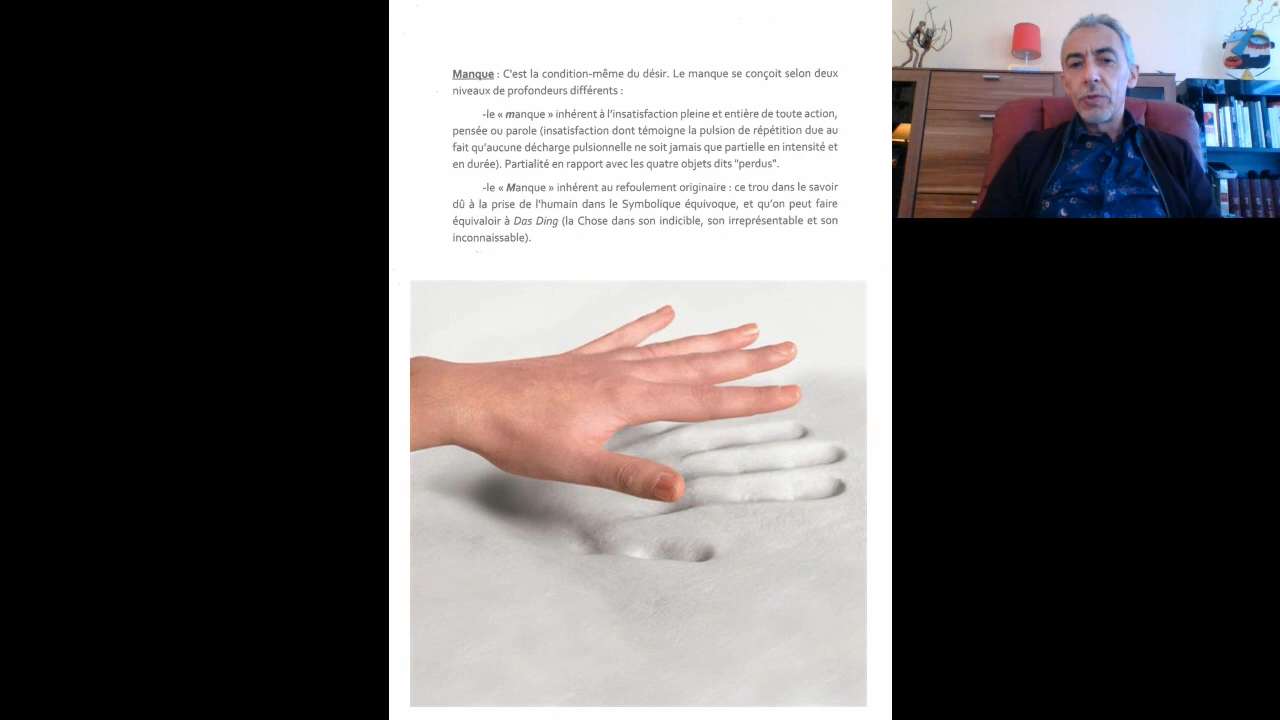 Manque : C'est la condition-même du désir. Le manque se conçoit selon deux
niveaux de profondeurs différents :
-le « manque » inhérent à l'insatisfaction pleine et entière de toute action,
pensée ou parole (insatisfaction dont témoigne la pulsion de répétition due au
fait qu'aucune décharge pulsionnelle ne soit jamais que partielle en intensité et
en durée). Partialité en rapport avec les quatre objets dits "perdus".
-le « Manque » inhérent au refoulement originaire : ce trou dans le savoir
dû à la prise de l'humain dans le Symbolique équivoque, et qu'on peut faire
équivaloir à Das Ding (la Chose dans son indicible, son irreprésentable et son
inconnaissable).